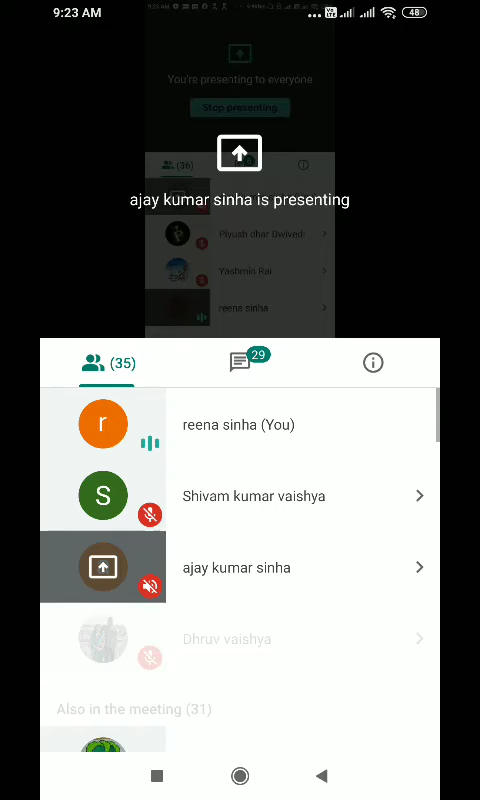 9:23 AM
Vo LTE
48
You're presenting to everyone
Stop presenting
ajay kumar sinha is presenting
(36)
Piyush dhar Dwivedi
Yashmin Rai
reena sinha
(35)
29
r
reena sinha (You)
S
Shivam kumar vaishya
ajay kumar sinha
Dhruv vaishya
Also in the meeting (31)